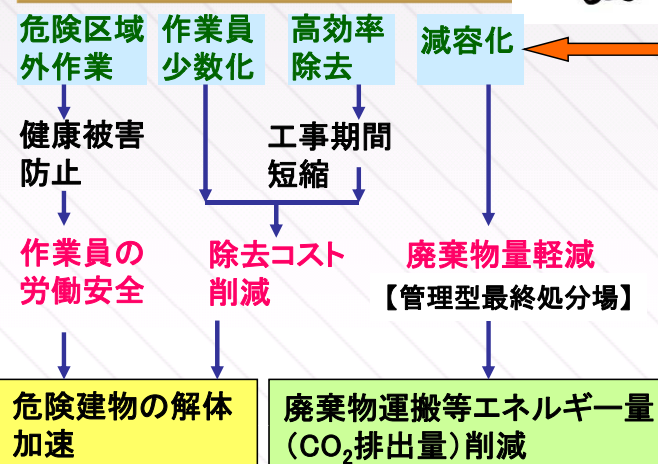 危険区域
外作業
作業員
少数化
高効率
除去
減容化
健康被害
防止
工事期間
短縮
作業員の
労働安全
除去コスト
削減
廃棄物量軽減
【管理型最終処分場】
危険建物の解体
加速
廃棄物運搬等エネルギー量
(CO₂排出量)削減